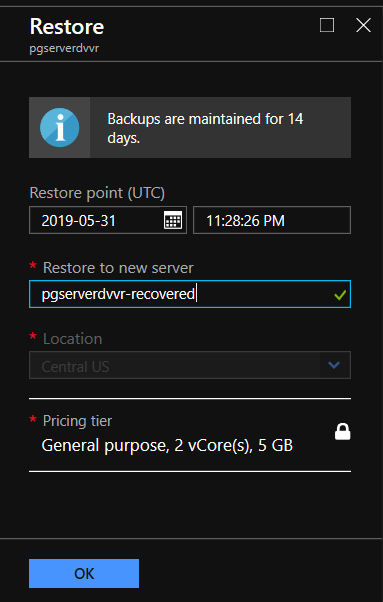 Restore
pgserverdvvr
Backups are maintained for 14
days.
Restore point (UTC)
2019-05-31
11:28:26 PM
* Restore to new server
pgserverdvvr-recovered
* Location
Central US
* Pricing tier
General purpose, 2 vCore(s), 5 GB
OK